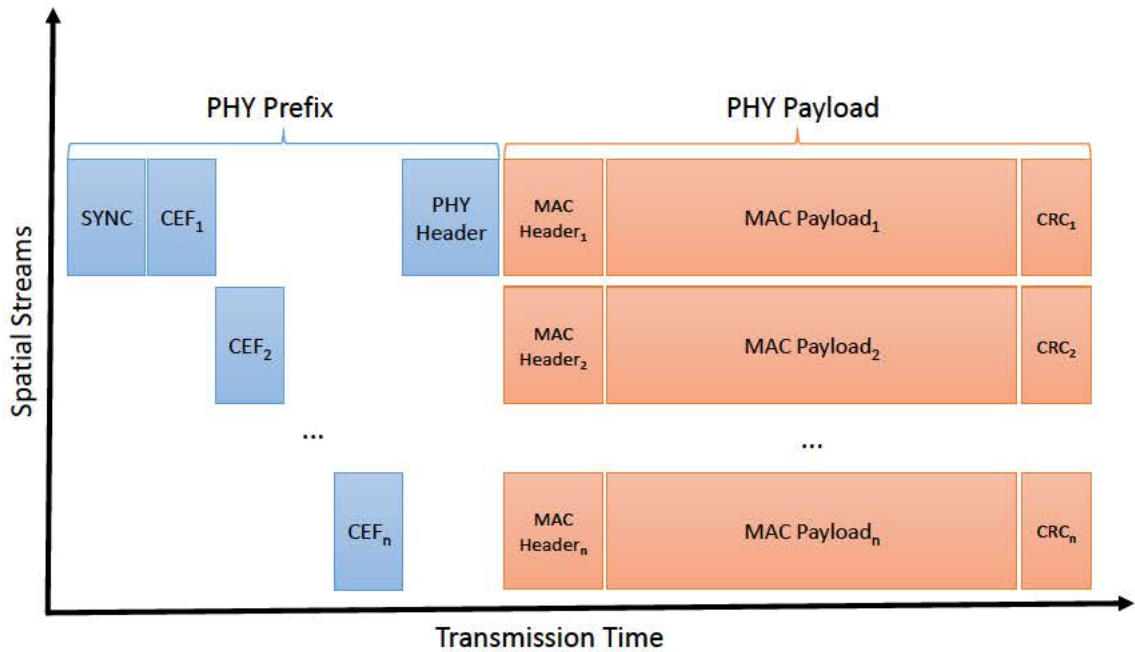 PHY Prefix
PHY Payload
SYNC
CEF₁
PHY
Header
MAC
Header₁
MAC Payload₁
CRC₁
CEF₂
MAC
Header₂
MAC Payload₂
CRC₂
...
...
CEFₙ
MAC
Headerₙ
MAC Payloadₙ
CRCₙ
Spatial Streams
Transmission Time